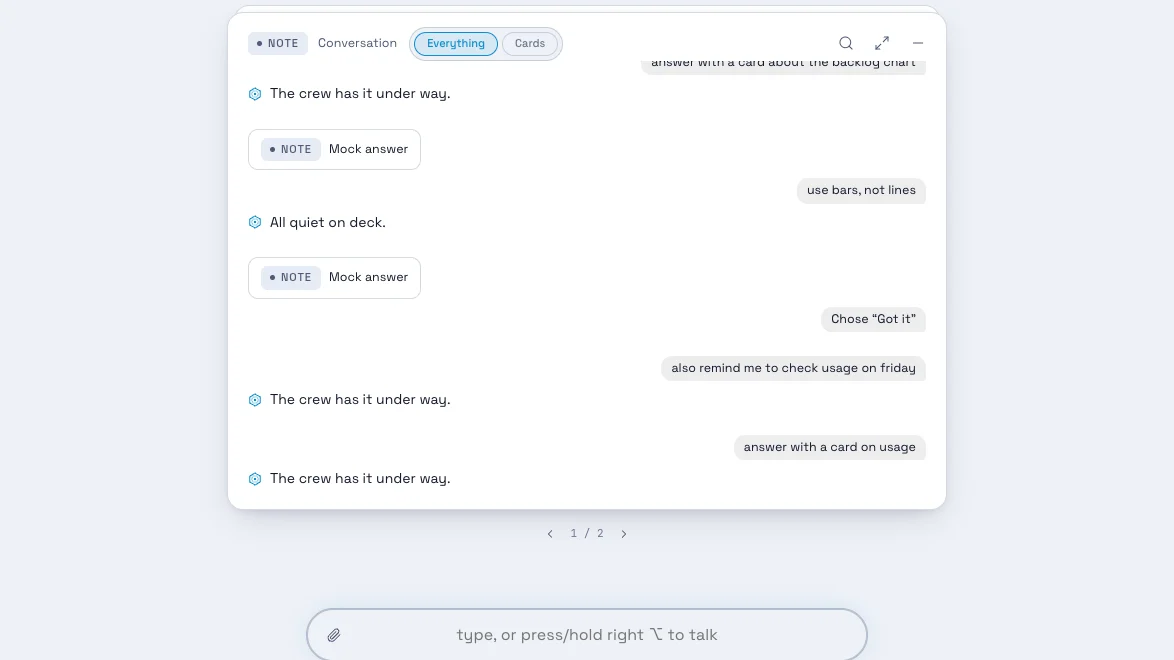 NOTE Conversation Everything Cards
answer with a card about the backlog chart
The crew has it under way.
NOTE Mock answer
use bars, not lines
All quiet on deck.
NOTE Mock answer
Chose “Got it”
also remind me to check usage on friday
The crew has it under way.
answer with a card on usage
The crew has it under way.
1 / 2
type, or press/hold right ⌥ to talk